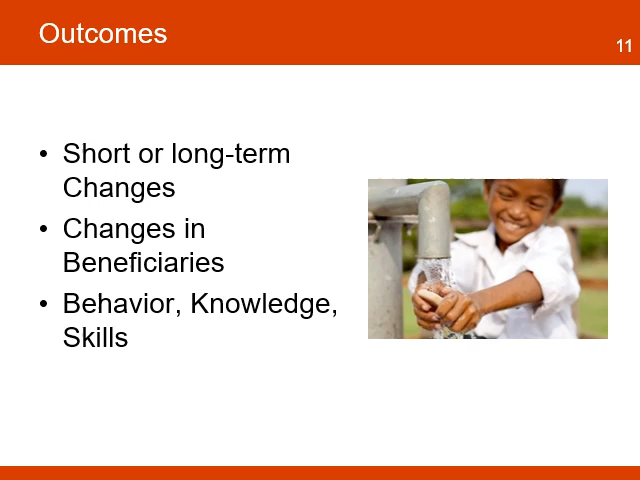 Outcomes
11
• Short or long-term
Changes
• Changes in
Beneficiaries
• Behavior, Knowledge,
Skills